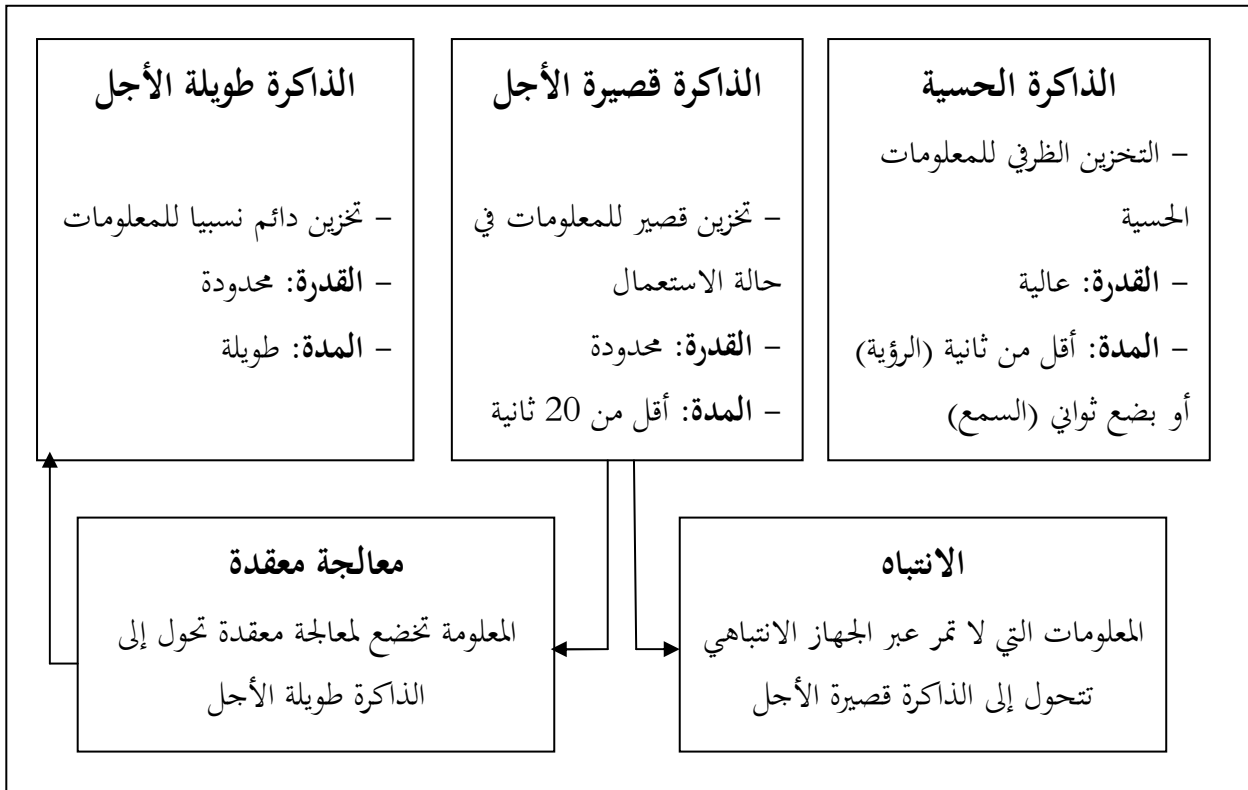 الذاكرة الحسية
– التخزين الظرفي للمعلومات
الحسية
– القدرة: عالية
– المدة: أقل من ثانية (الرؤية)
أو بضع ثواني (السمع)
الذاكرة قصيرة الأجل
– تخزين قصير للمعلومات في
حالة الاستعمال
– القدرة: محدودة
– المدة: أقل من 20 ثانية
الذاكرة طويلة الأجل
– تخزين دائم نسبيا للمعلومات
– القدرة: محدودة
– المدة: طويلة
الانتباه
المعلومات التي لا تمر عبر الجهاز الانتباهي
تتحول إلى الذاكرة قصيرة الأجل
معالجة معقدة
المعلومة تخضع لمعالجة معقدة تحول إلى
الذاكرة طويلة الأجل